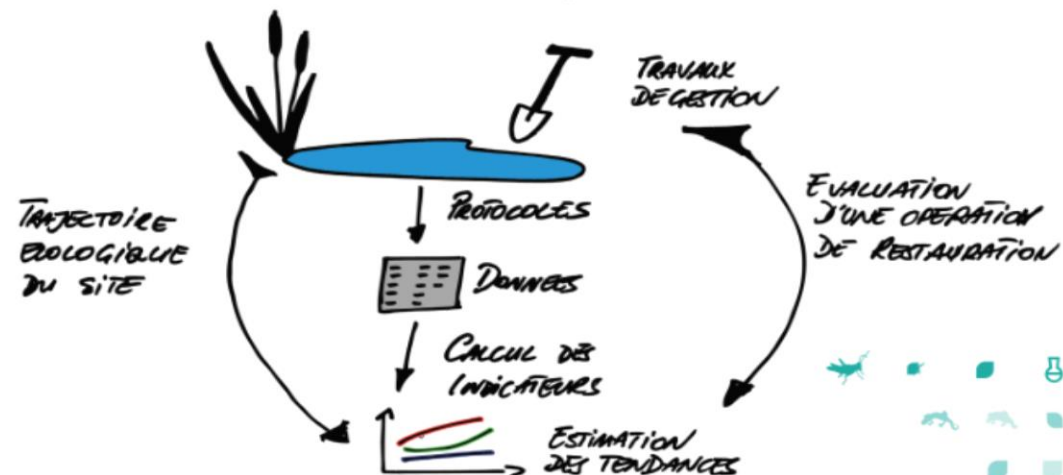 TRAVAUX
DE GESTION
PROTOCOLES
TRAJECTOIRE
ECOLOGIQUE
DU SITE
EVALUATION
D'UNE OPERATION
DE RESTAURATION
DONNEES
CALCUL DES
INDICATEURS
ESTIMATION
DES TENDANCES